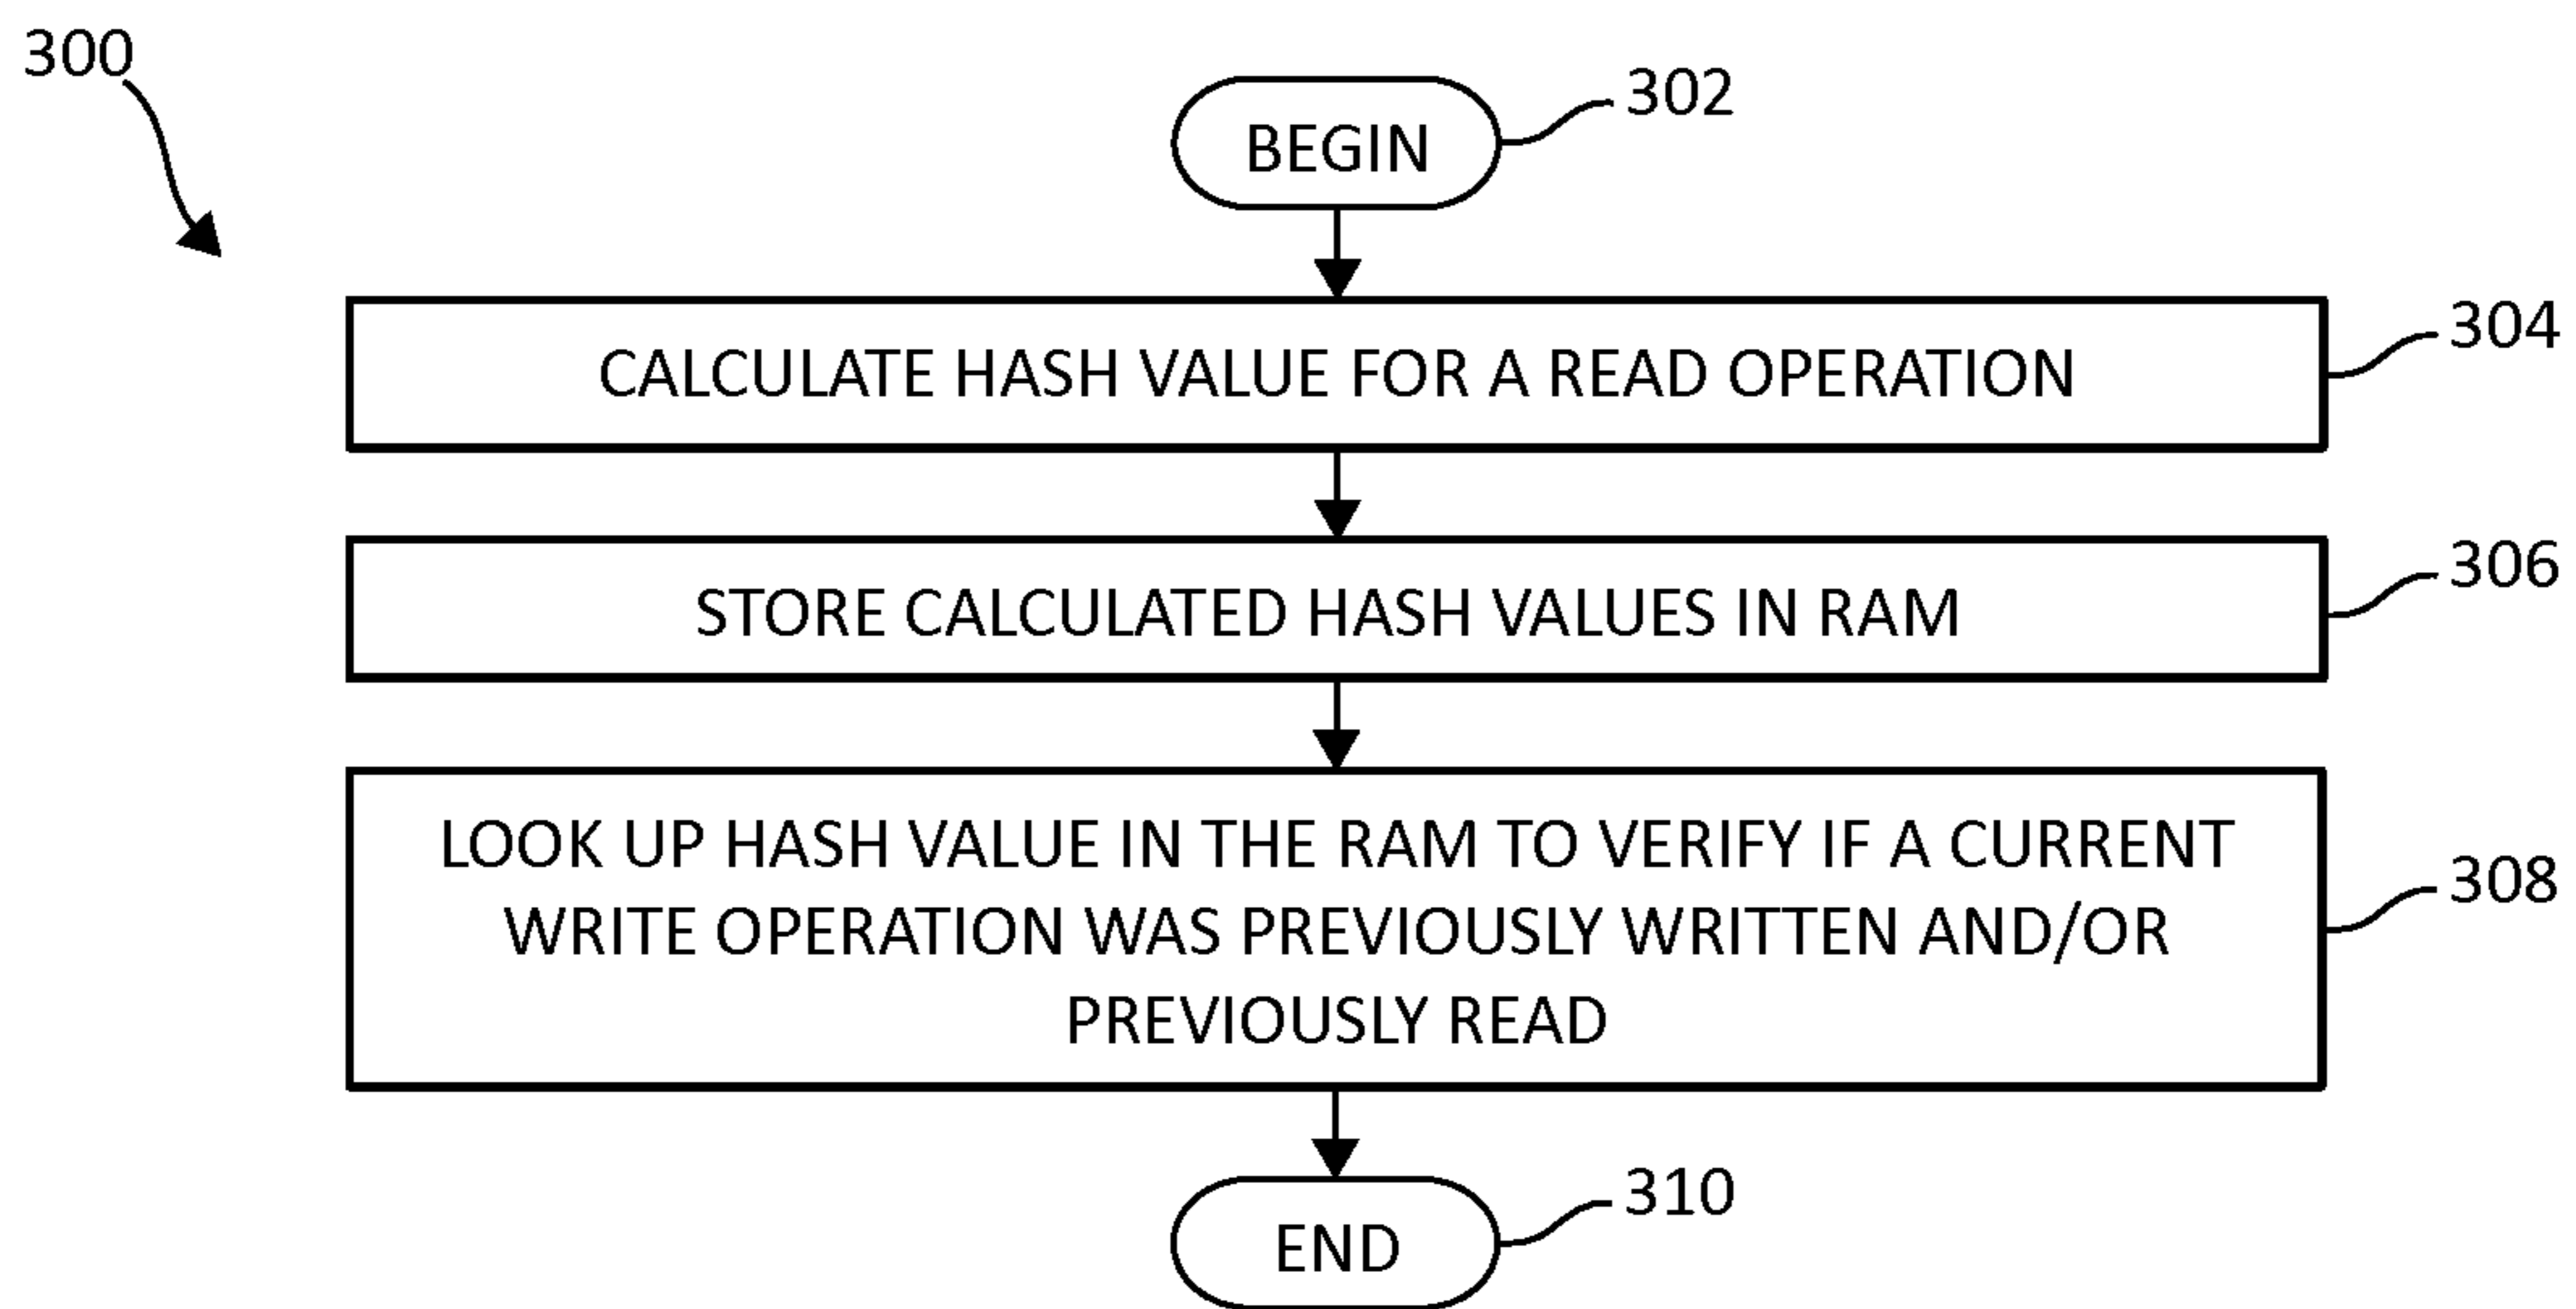 300
302
BEGIN
304
CALCULATE HASH VALUE FOR A READ OPERATION
306
STORE CALCULATED HASH VALUES IN RAM
LOOK UP HASH VALUE IN THE RAM TO VERIFY IF A CURRENT
308
WRITE OPERATION WAS PREVIOUSLY WRITTEN AND/OR
PREVIOUSLY READ
310
END